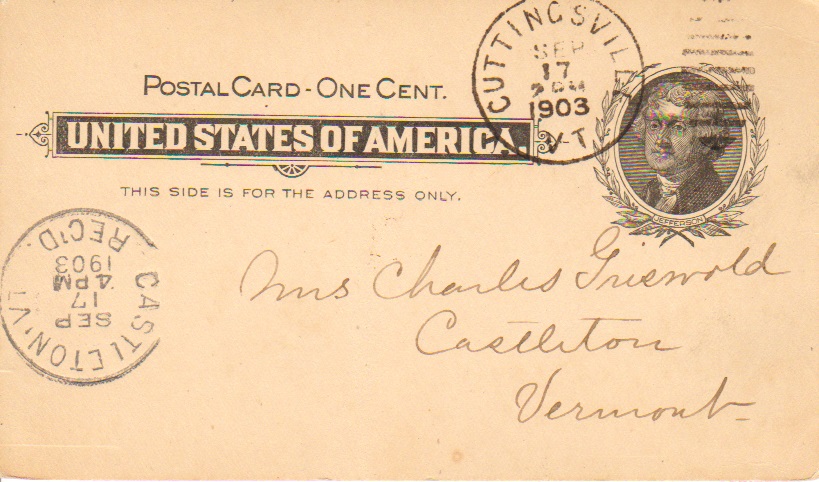 CUTTINGSVILLE
SEP
17
2 PM
1903
VT.
POSTAL CARD - ONE CENT.
UNITED STATES OF AMERICA.
THIS SIDE IS FOR THE ADDRESS ONLY.
JEFFERSON
CASTLETON, VT.
SEP
17
4 PM
1903
REC'D.
Mrs Charles Griswold
Castleton
Vermont